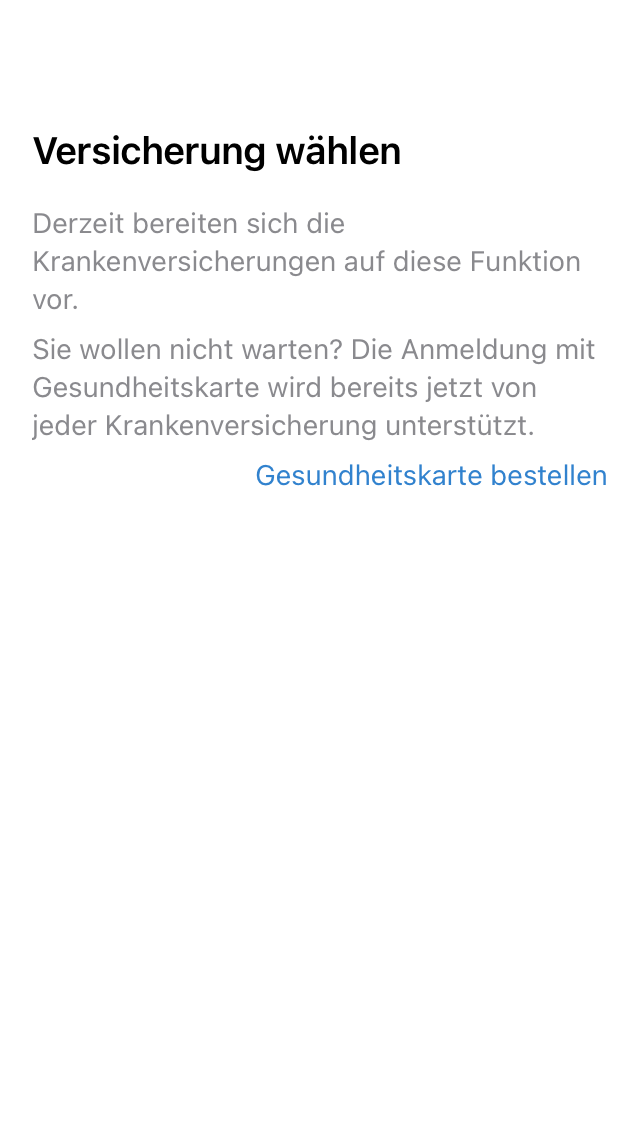 Versicherung wählen
Derzeit bereiten sich die
Krankenversicherungen auf diese Funktion
vor.
Sie wollen nicht warten? Die Anmeldung mit
Gesundheitskarte wird bereits jetzt von
jeder Krankenversicherung unterstützt.
Gesundheitskarte bestellen